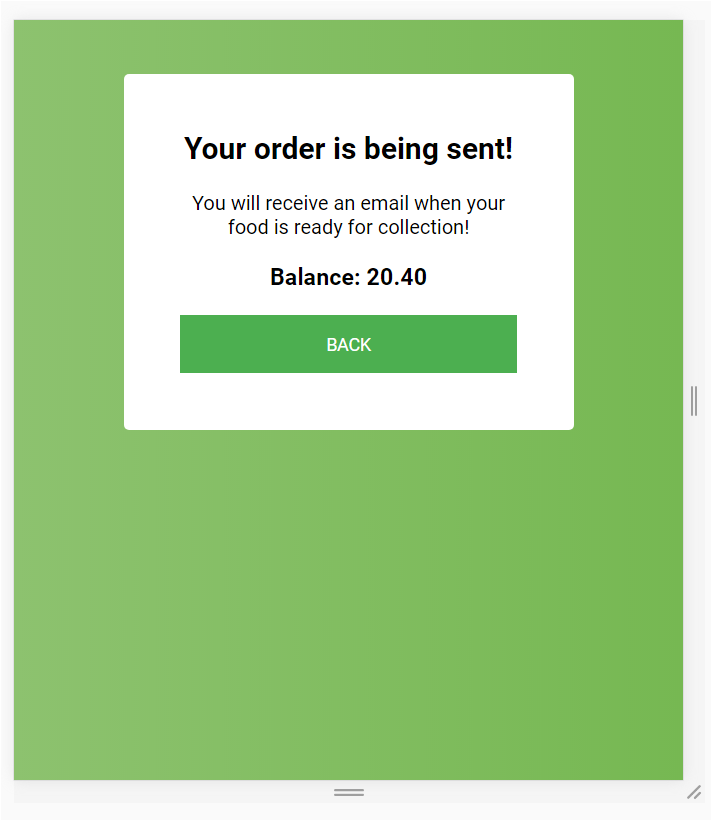 Your order is being sent!
You will receive an email when your
food is ready for collection!
Balance: 20.40
BACK